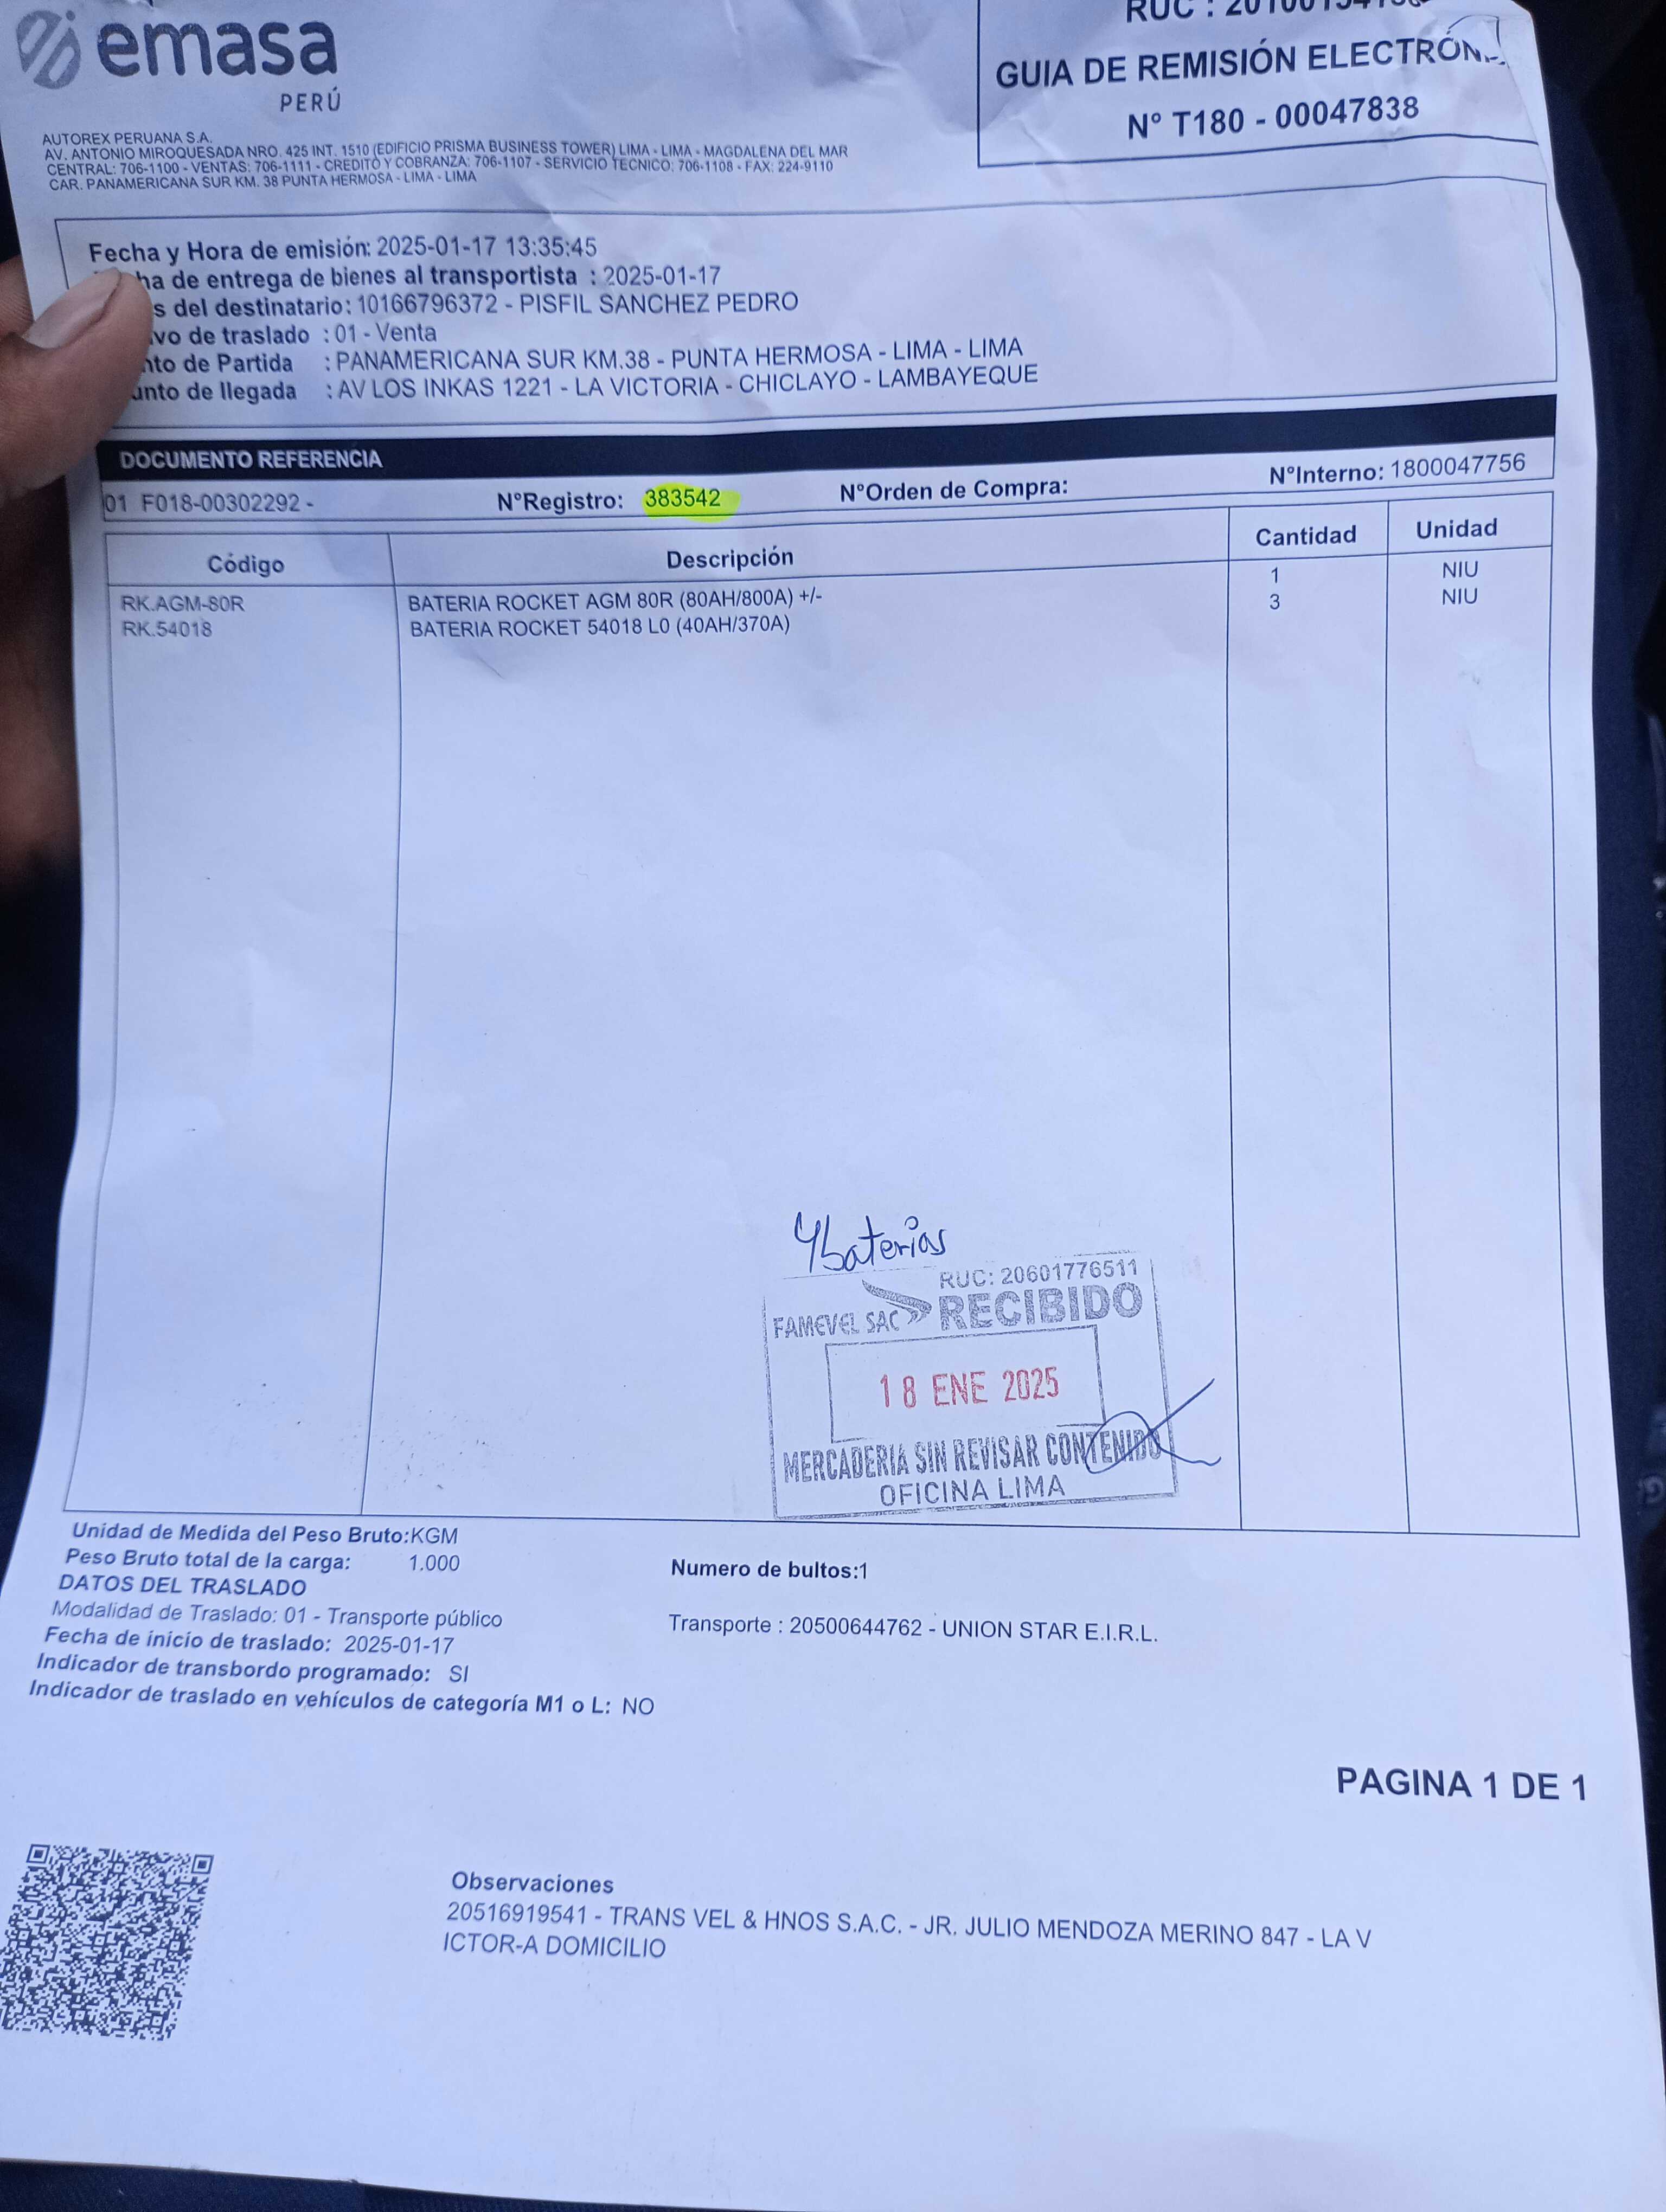 emasa
PERÚ
GUIA DE REMISIÓN
N° T180 - 00047838
AUTOREX PERUANA S.A.
AV. ANTONIO MIROQUESADA NRO. 425 INT. 1510 (EDIFICIO PRISMA BUSINESS TOWER) LIMA - LIMA - MAGDALENA DEL MAR
CENTRAL: 706-1100 - VENTAS: 706-1111 - CREDITO Y COBRANZA: 706-1107 - SERVICIO TECNICO: 706-1108 - FAX: 224-9110
CAR. PANAMERICANA SUR KM. 38 PUNTA HERMOSA - LIMA - LIMA
Fecha y Hora de emisión: 2025-01-17 13:35:45
de entrega de bienes al transportista : 2025-01-17
del destinatario: 10166796372 - PISFIL SANCHEZ PEDRO
de traslado : 01 - Venta
de Partida : PANAMERICANA SUR KM.38 - PUNTA HERMOSA - LIMA - LIMA
de llegada : AV LOS INKAS 1221 - LA VICTORIA - CHICLAYO - LAMBAYEQUE
DOCUMENTO REFERENCIA
01 F018-00302292 - N°Registro: 383542 N°Orden de Compra: N°Interno: 1800047756
Código Descripción Cantidad Unidad
RK.AGM-80R BATERIA ROCKET AGM 80R (80AH/800A) +/- 1 NIU
RK.54018 BATERIA ROCKET 54018 L0 (40AH/370A) 3 NIU
4 baterias
RUC: 20601776511
FAMEVEL SAC RECIBIDO
18 ENE 2025
MERCADERIA SIN REVISAR CONTENIDO
OFICINA LIMA
Unidad de Medida del Peso Bruto:KGM
Peso Bruto total de la carga: 1.000 Numero de bultos:1
DATOS DEL TRASLADO
Modalidad de Traslado: 01 - Transporte público Transporte : 20500644762 - UNION STAR E.I.R.L.
Fecha de inicio de traslado: 2025-01-17
Indicador de transbordo programado: SI
Indicador de traslado en vehículos de categoría M1 o L: NO
PAGINA 1 DE 1
Observaciones
20516919541 - TRANS VEL & HNOS S.A.C. - JR. JULIO MENDOZA MERINO 847 - LA V
ICTOR-A DOMICILIO